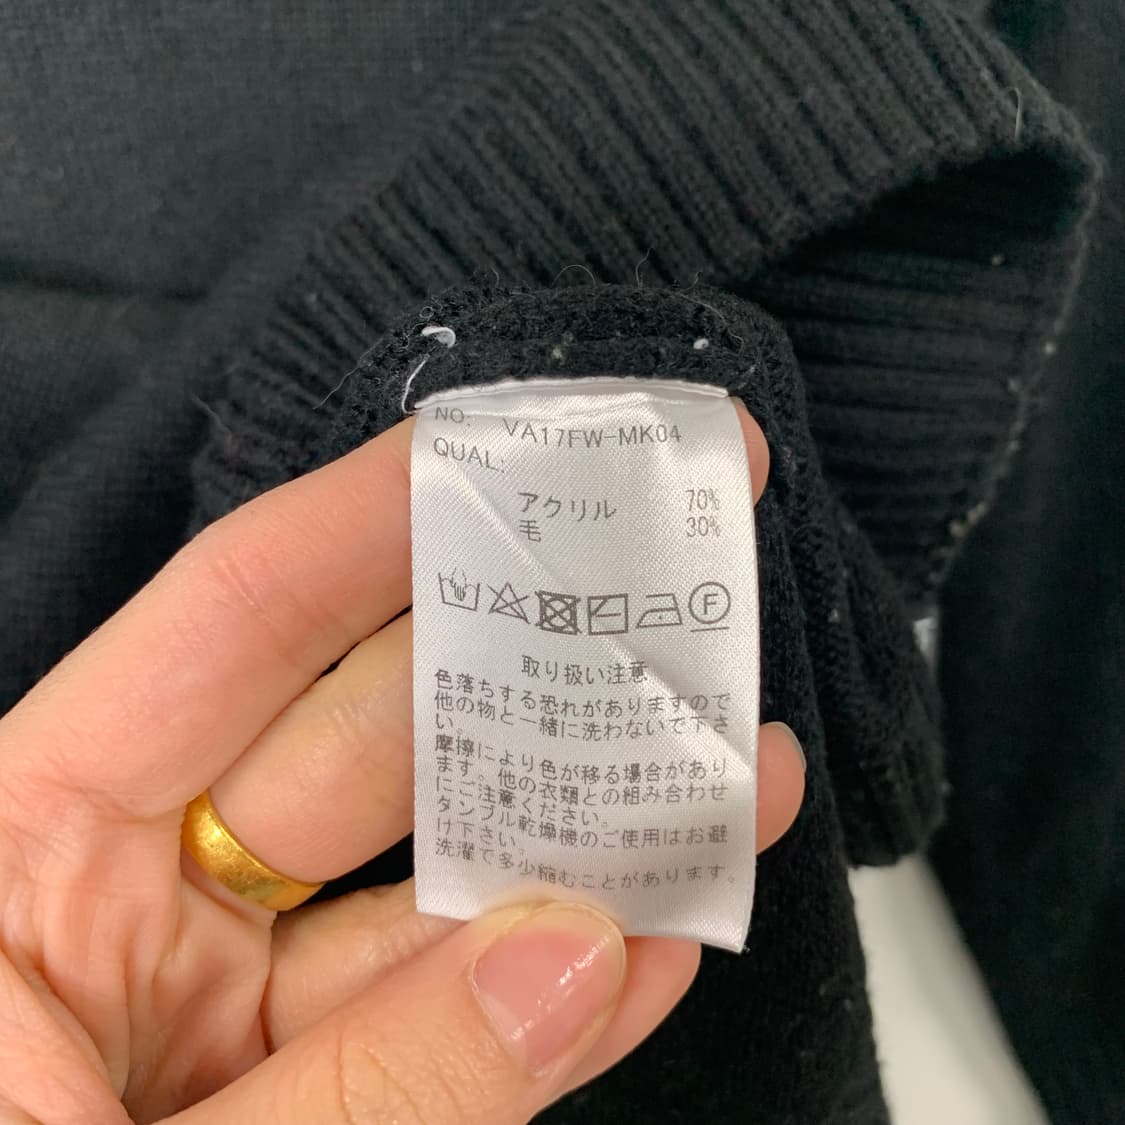 NO: VA17FW-MK04
QUAL:
アクリル 70%
毛 30%
F
取り扱い注意
色落ちする恐れがありますので
他の物と一緒に洗わないで下さ
い。
摩擦により色が移る場合があり
ます。他の衣類との組み合わせ
にご注意ください。
タンブル乾燥機のご使用はお避
け下さい。
洗濯で多少縮むことがあります。